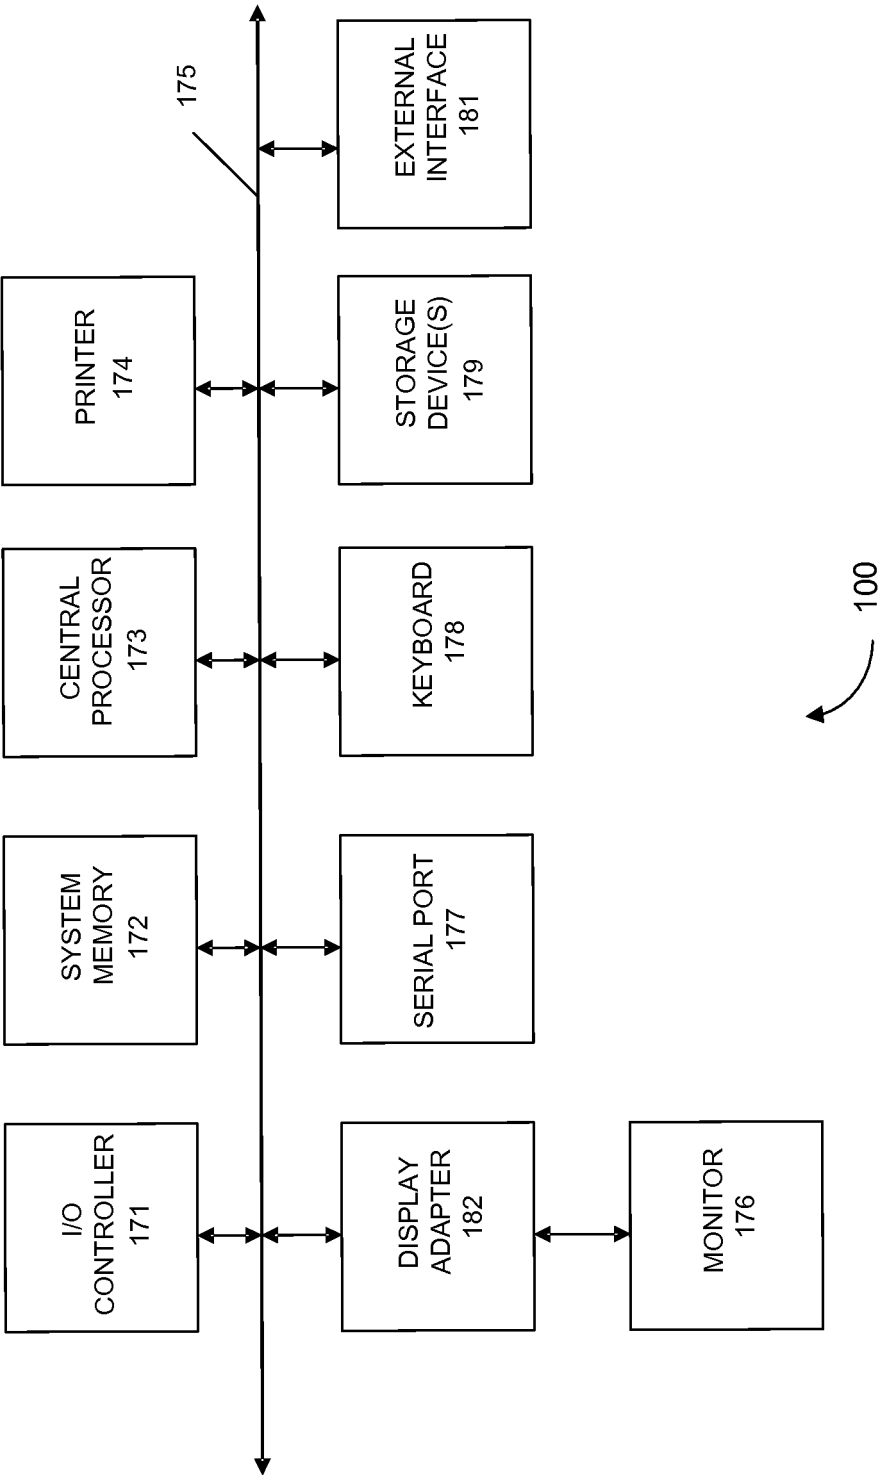 I/O
CONTROLLER
171
SYSTEM
MEMORY
172
CENTRAL
PROCESSOR
173
PRINTER
174
175
DISPLAY
ADAPTER
182
SERIAL PORT
177
KEYBOARD
178
STORAGE
DEVICE(S)
179
EXTERNAL
INTERFACE
181
MONITOR
176
100